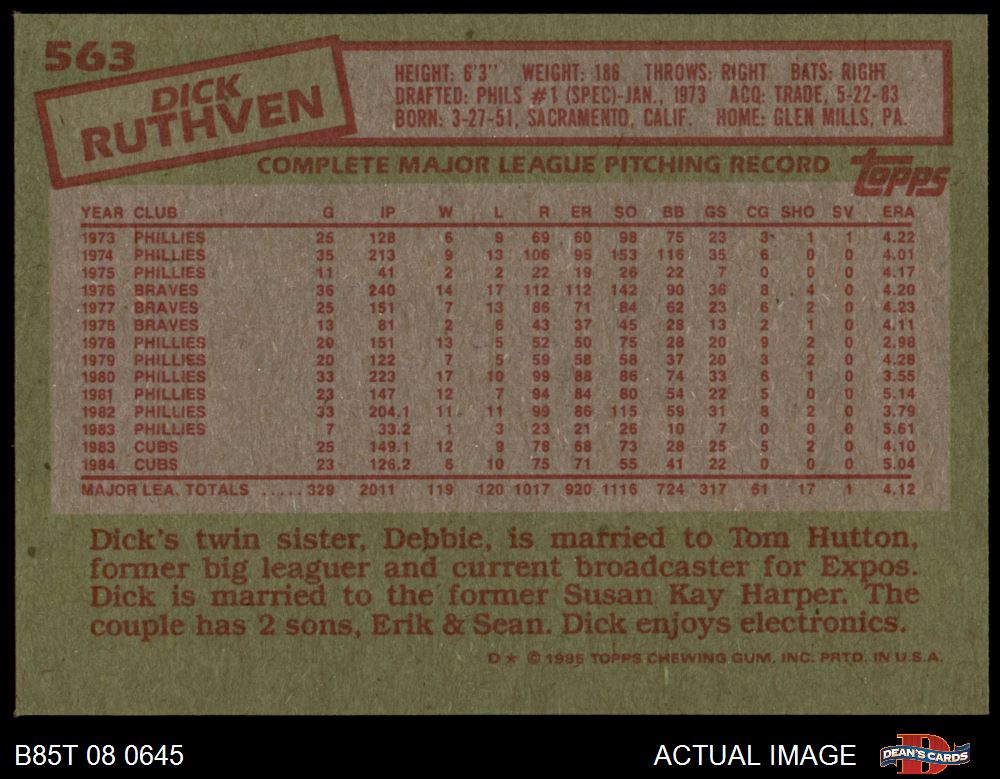 563
DICK
RUTHVEN
HEIGHT: 6'3" WEIGHT: 186 THROWS: RIGHT BATS: RIGHT
DRAFTED: PHILS #1 (SPEC)-JAN., 1973 ACQ: TRADE, 5-22-83
BORN: 3-27-51, SACRAMENTO, CALIF. HOME: GLEN MILLS, PA.
COMPLETE MAJOR LEAGUE PITCHING RECORD
topps
YEAR CLUB G IP W L R ER SO BB GS CG SHO SV ERA
1973 PHILLIES 25 128 6 9 69 60 98 75 23 3 1 1 4.22
1974 PHILLIES 35 213 9 13 106 95 153 116 35 6 0 0 4.01
1975 PHILLIES 11 41 2 2 22 19 26 22 7 0 0 0 4.17
1976 BRAVES 36 240 14 17 112 112 142 90 36 8 4 0 4.20
1977 BRAVES 25 151 7 13 86 71 84 62 23 6 2 0 4.23
1978 BRAVES 13 81 2 6 43 37 45 28 13 2 1 0 4.11
1978 PHILLIES 20 151 13 5 52 50 75 28 20 9 2 0 2.98
1979 PHILLIES 20 122 7 5 59 58 58 37 20 3 2 0 4.28
1980 PHILLIES 33 223 17 10 99 88 86 74 33 6 1 0 3.55
1981 PHILLIES 23 147 12 7 94 84 80 54 22 5 0 0 5.14
1982 PHILLIES 33 204.1 11 11 99 86 115 59 31 8 2 0 3.79
1983 PHILLIES 7 33.2 1 3 23 21 26 10 7 0 0 0 5.61
1983 CUBS 25 149.1 12 9 78 68 73 28 25 5 2 0 4.10
1984 CUBS 23 126.2 6 10 75 71 55 41 22 0 0 0 5.04
MAJOR LEA. TOTALS ..... 329 2011 119 120 1017 920 1116 724 317 61 17 1 4.12
Dick's twin sister, Debbie, is married to Tom Hutton,
former big leaguer and current broadcaster for Expos.
Dick is married to the former Susan Kay Harper. The
couple has 2 sons, Erik & Sean. Dick enjoys electronics.
D★ © 1985 TOPPS CHEWING GUM, INC. PRTD. IN U.S.A.
B85T 08 0645
ACTUAL IMAGE
DEAN'S CARDS